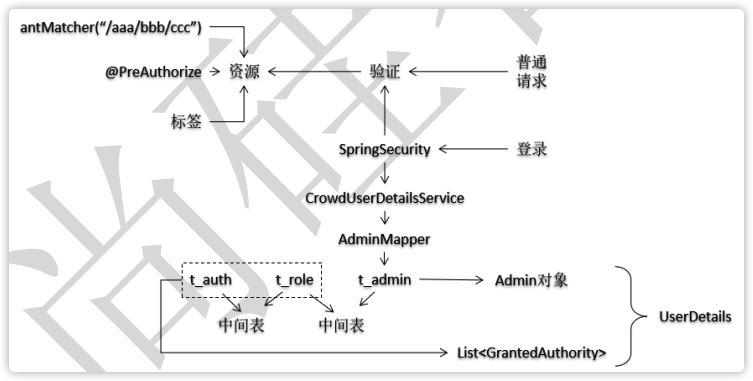 antMatcher(“/aaa/bbb/ccc”)
@PreAuthorize
资源
验证
普通
请求
标签
SpringSecurity
登录
CrowdUserDetailsService
AdminMapper
t_auth
t_role
t_admin
Admin对象
中间表
中间表
UserDetails
List<GrantedAuthority>
尚硅